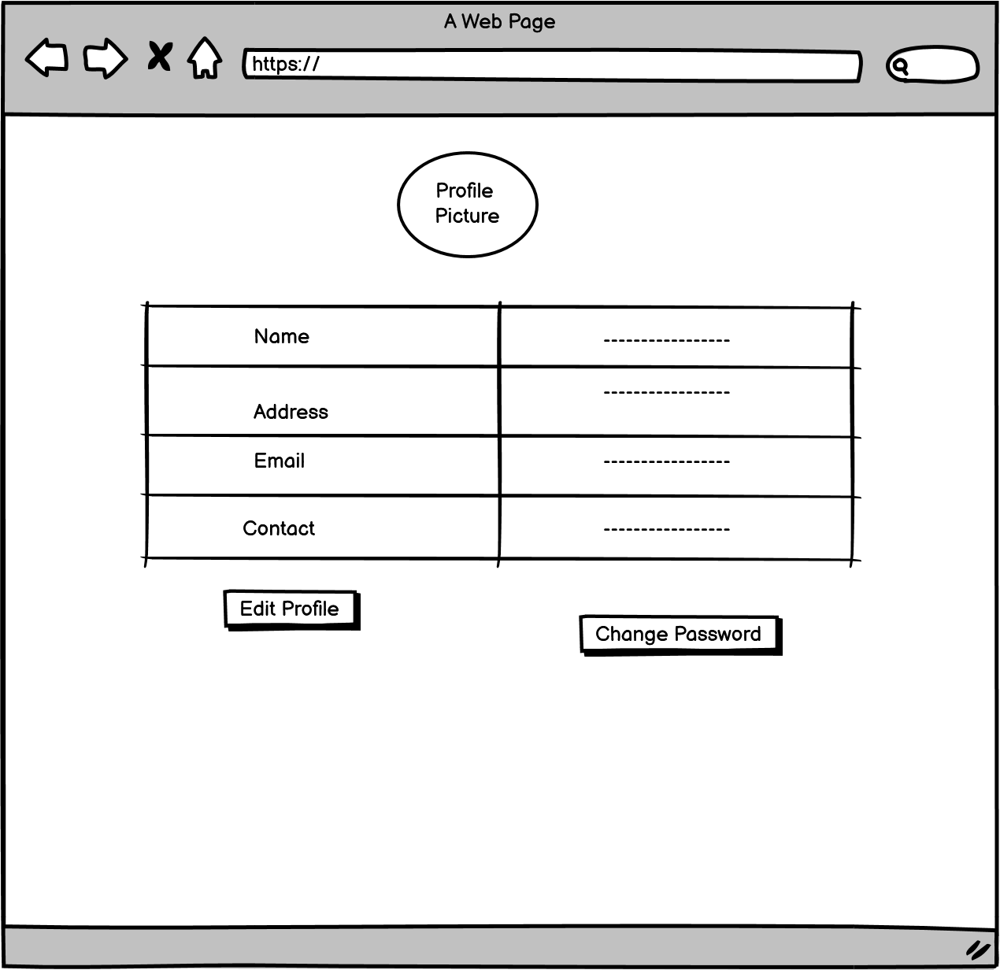 A Web Page
https://
Profile
Picture
Name
-----------------
Address
-----------------
Email
-----------------
Contact
-----------------
Edit Profile
Change Password